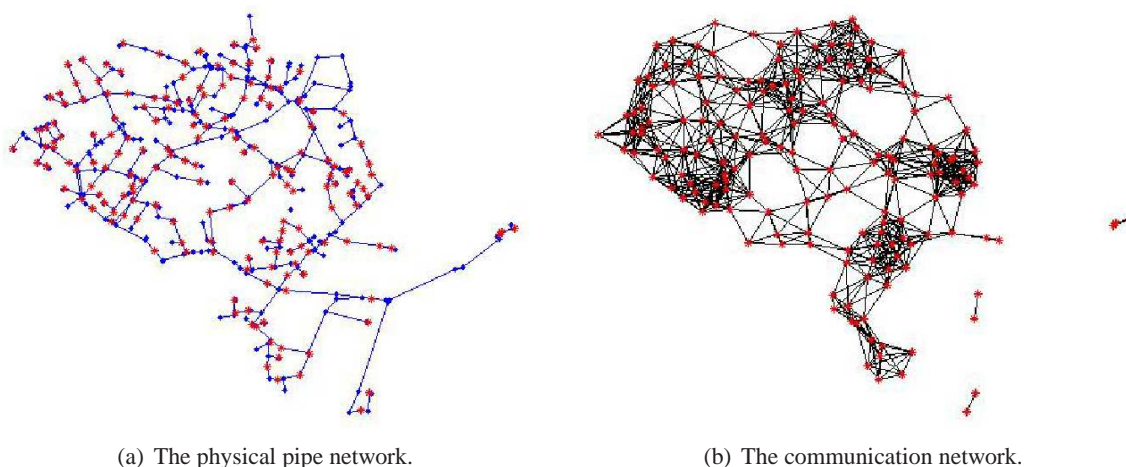 (a) The physical pipe network.
(b) The communication network.